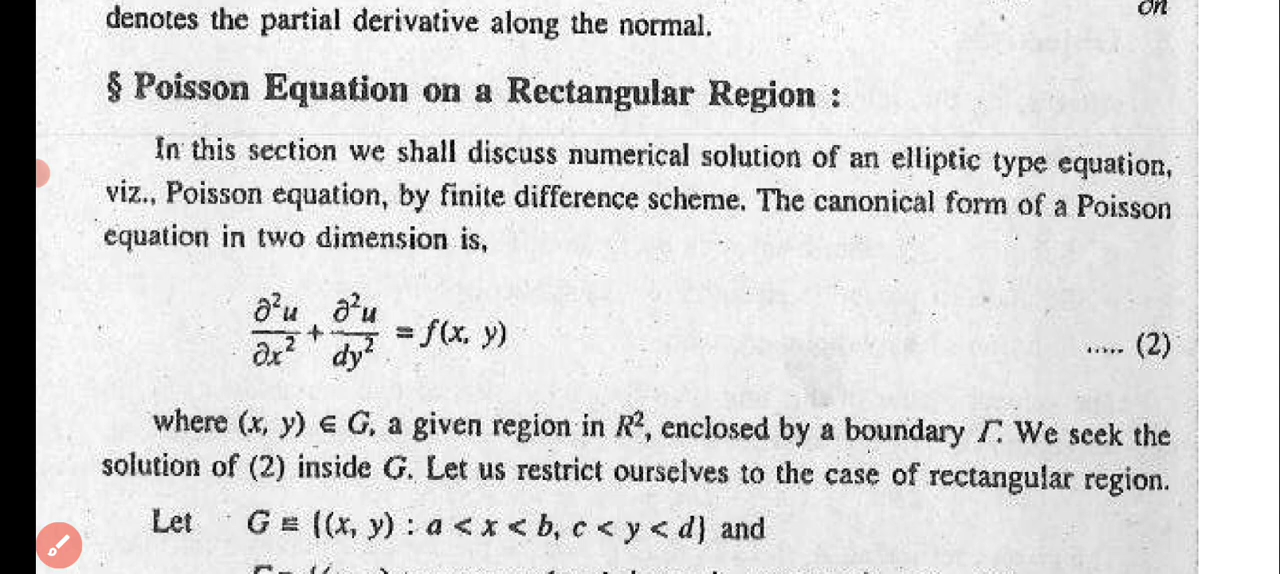 on
denotes the partial derivative along the normal.
§ Poisson Equation on a Rectangular Region :
In this section we shall discuss numerical solution of an elliptic type equation,
viz., Poisson equation, by finite difference scheme. The canonical form of a Poisson
equation in two dimension is,
∂²u/∂x² + ∂²u/dy² = f(x, y) ..... (2)
where (x, y) ∈ G, a given region in R², enclosed by a boundary Γ. We seek the
solution of (2) inside G. Let us restrict ourselves to the case of rectangular region.
Let G ≡ {(x, y) : a < x < b, c < y < d} and